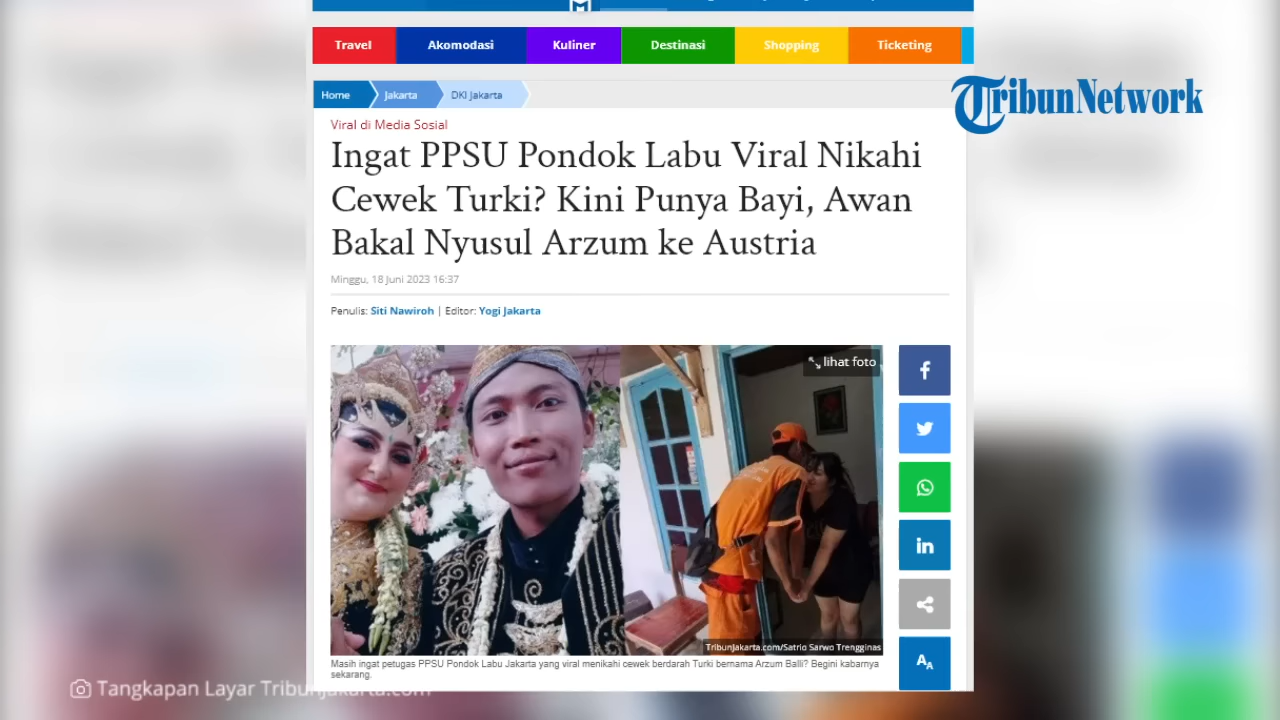 Travel
Akomodasi
Kuliner
Destinasi
Shopping
Ticketing
Home
Jakarta
DKI Jakarta
TribunNetwork
Viral di Media Sosial
Ingat PPSU Pondok Labu Viral Nikahi
Cewek Turki? Kini Punya Bayi, Awan
Bakal Nyusul Arzum ke Austria
Minggu, 18 Juni 2023 16:37
Penulis: Siti Nawiroh | Editor: Yogi Jakarta
lihat foto
TribunJakarta.com/Satrio Sarwo Trengginas
Masih ingat petugas PPSU Pondok Labu Jakarta yang viral menikahi cewek berdarah Turki bernama Arzum Balli? Begini kabarnya
sekarang.
AA
Tangkapan Layar Tribunjakarta.com